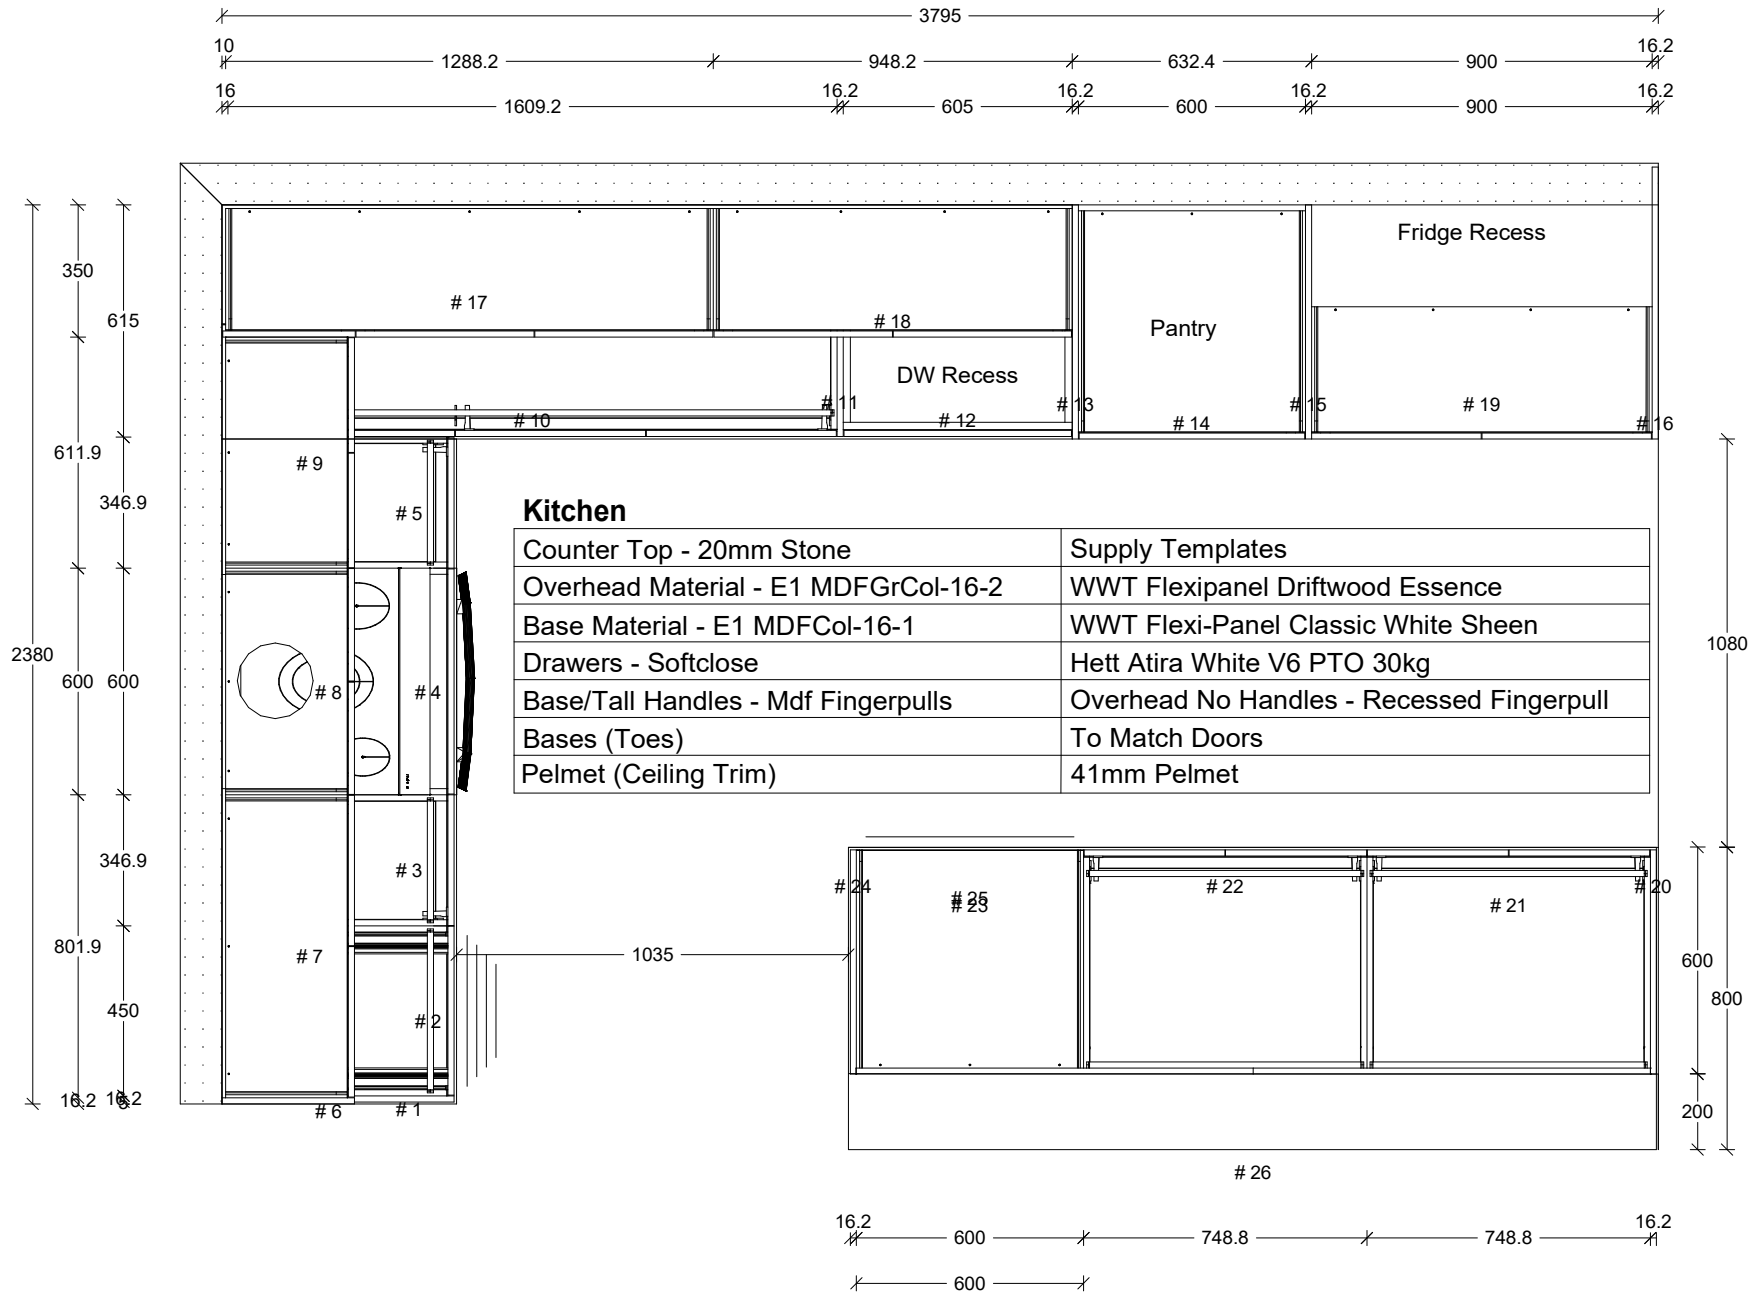 3795
10 1288.2 948.2 632.4 900 16.2
16 1609.2 16.2 605 16.2 600 16.2 900 16.2
Fridge Recess
350
# 17
615
# 18
Pantry
DW Recess
# 11 # 13 # 15 # 19
# 10 # 12 # 14 # 16
611.9
# 9
346.9
# 5
Kitchen
Counter Top - 20mm Stone Supply Templates
Overhead Material - E1 MDFGrCol-16-2 WWT Flexipanel Driftwood Essence
Base Material - E1 MDFCol-16-1 WWT Flexi-Panel Classic White Sheen
Drawers - Softclose Hett Atira White V6 PTO 30kg
Base/Tall Handles - Mdf Fingerpulls Overhead No Handles - Recessed Fingerpull
Bases (Toes) To Match Doors
Pelmet (Ceiling Trim) 41mm Pelmet
2380
1080
600 600 # 8 # 4
346.9
# 3
# 24 # 25 # 22 # 20
# 23 # 21
801.9
# 7
1035
600
800
450
# 2
16.2 16.2
# 6 # 1
200
# 26
16.2 600 748.8 748.8 16.2
600